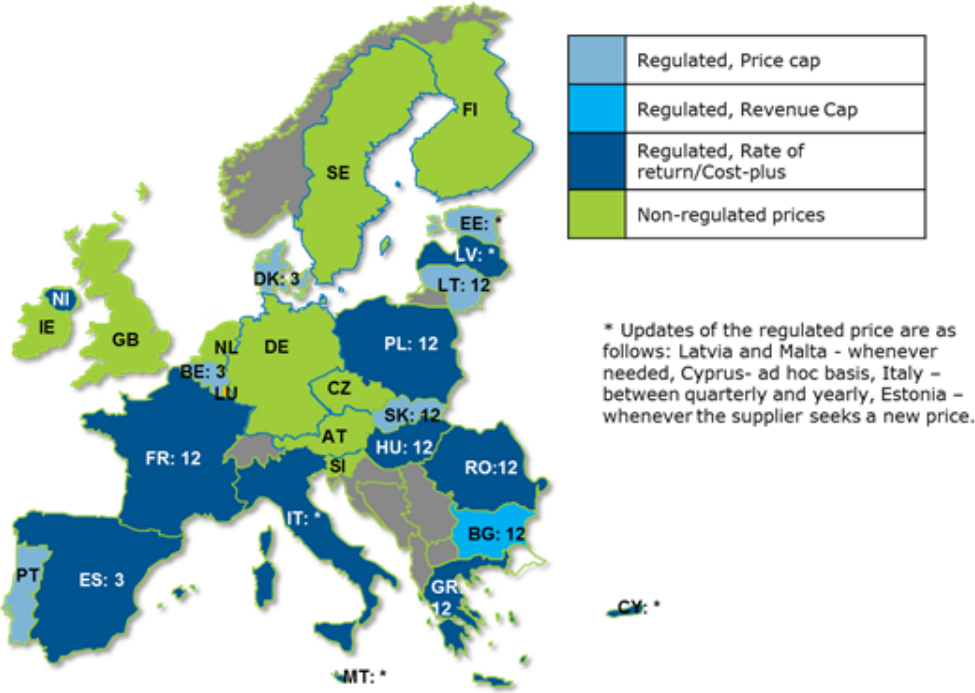 Regulated, Price cap
Regulated, Revenue Cap
Regulated, Rate of
return/Cost-plus
Non-regulated prices
FI
SE
EE: *
LV: *
DK: 3
LT: 12
NI
IE
GB
NL
DE
PL: 12
BE: 3
LU
CZ
SK: 12
AT
HU: 12
FR: 12
SI
RO:12
IT: *
BG: 12
PT
ES: 3
GR:
12
CY: *
MT: *
* Updates of the regulated price are as
follows: Latvia and Malta - whenever
needed, Cyprus- ad hoc basis, Italy –
between quarterly and yearly, Estonia –
whenever the supplier seeks a new price.